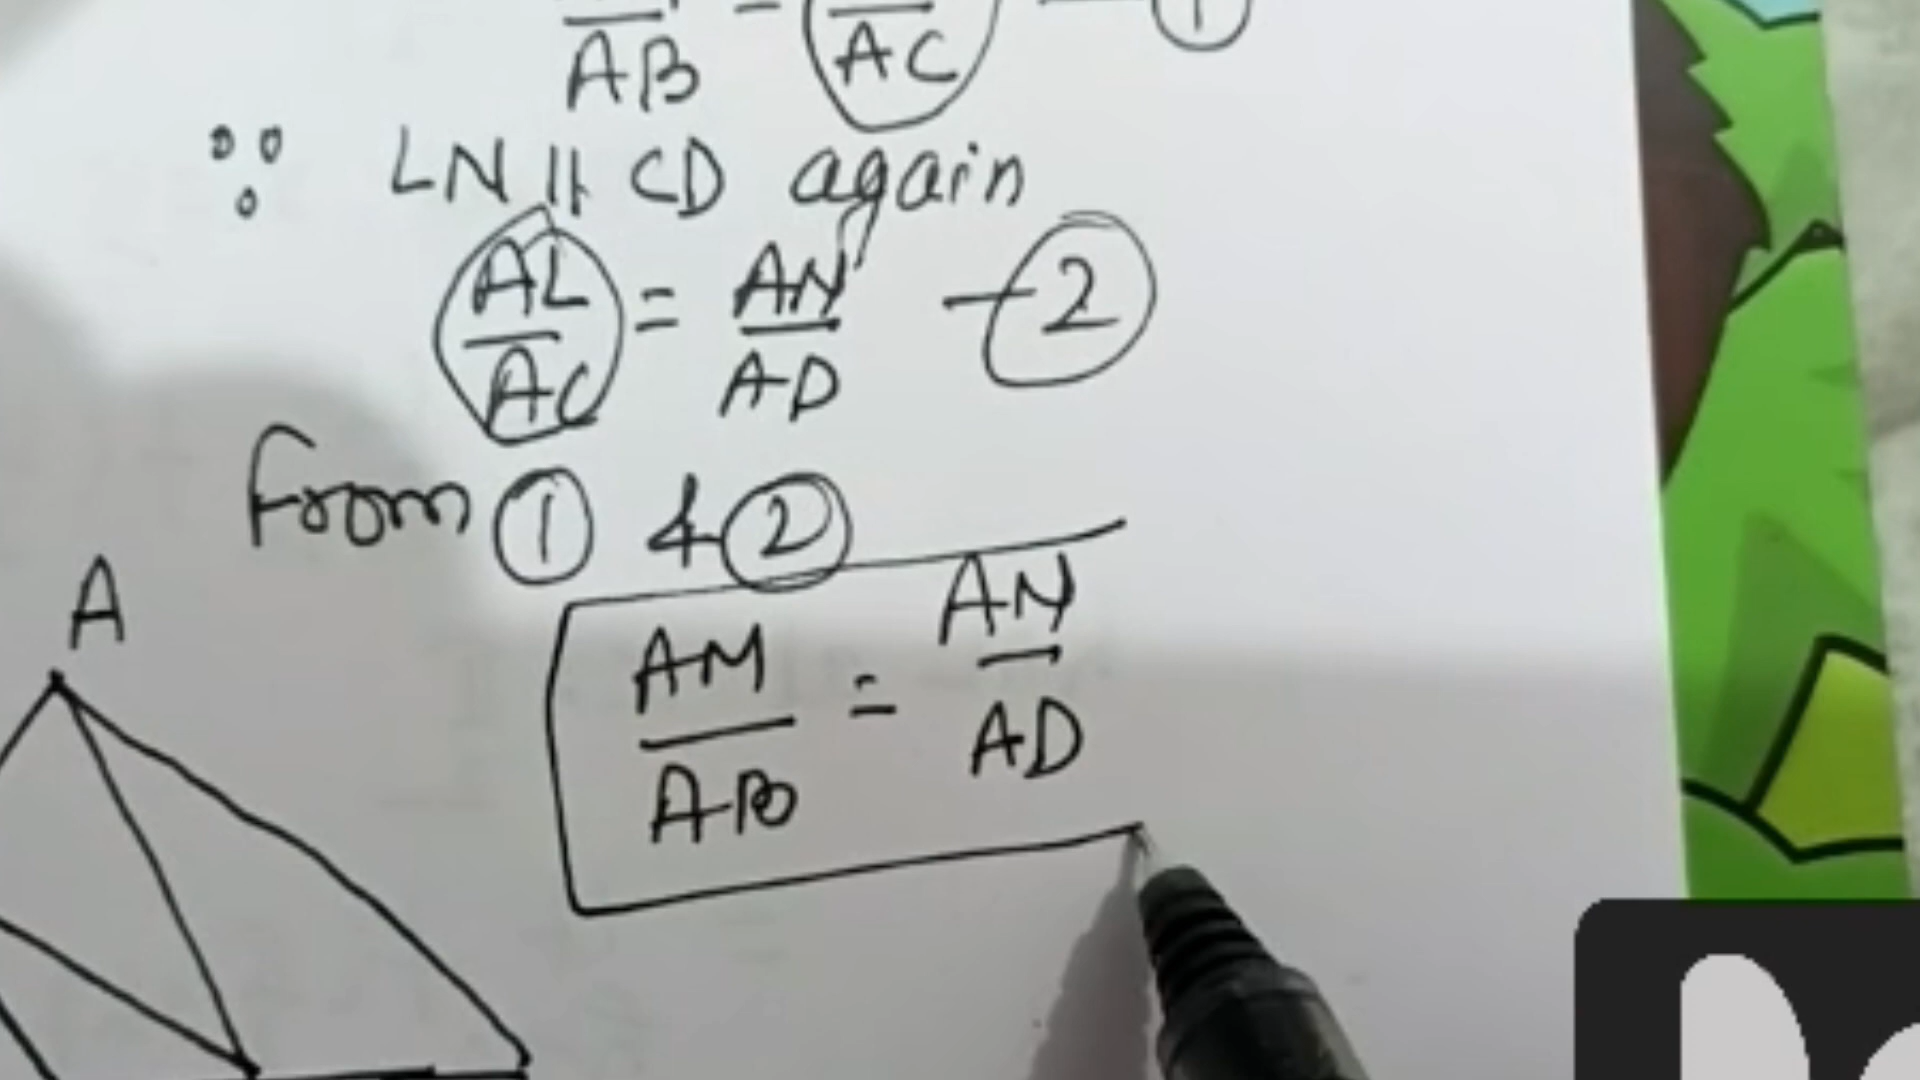 AB = AC - 1
∵ LN || CD again
AL/AC = AN/AD - 2
From 1 & 2
AM/AB = AN/AD
A